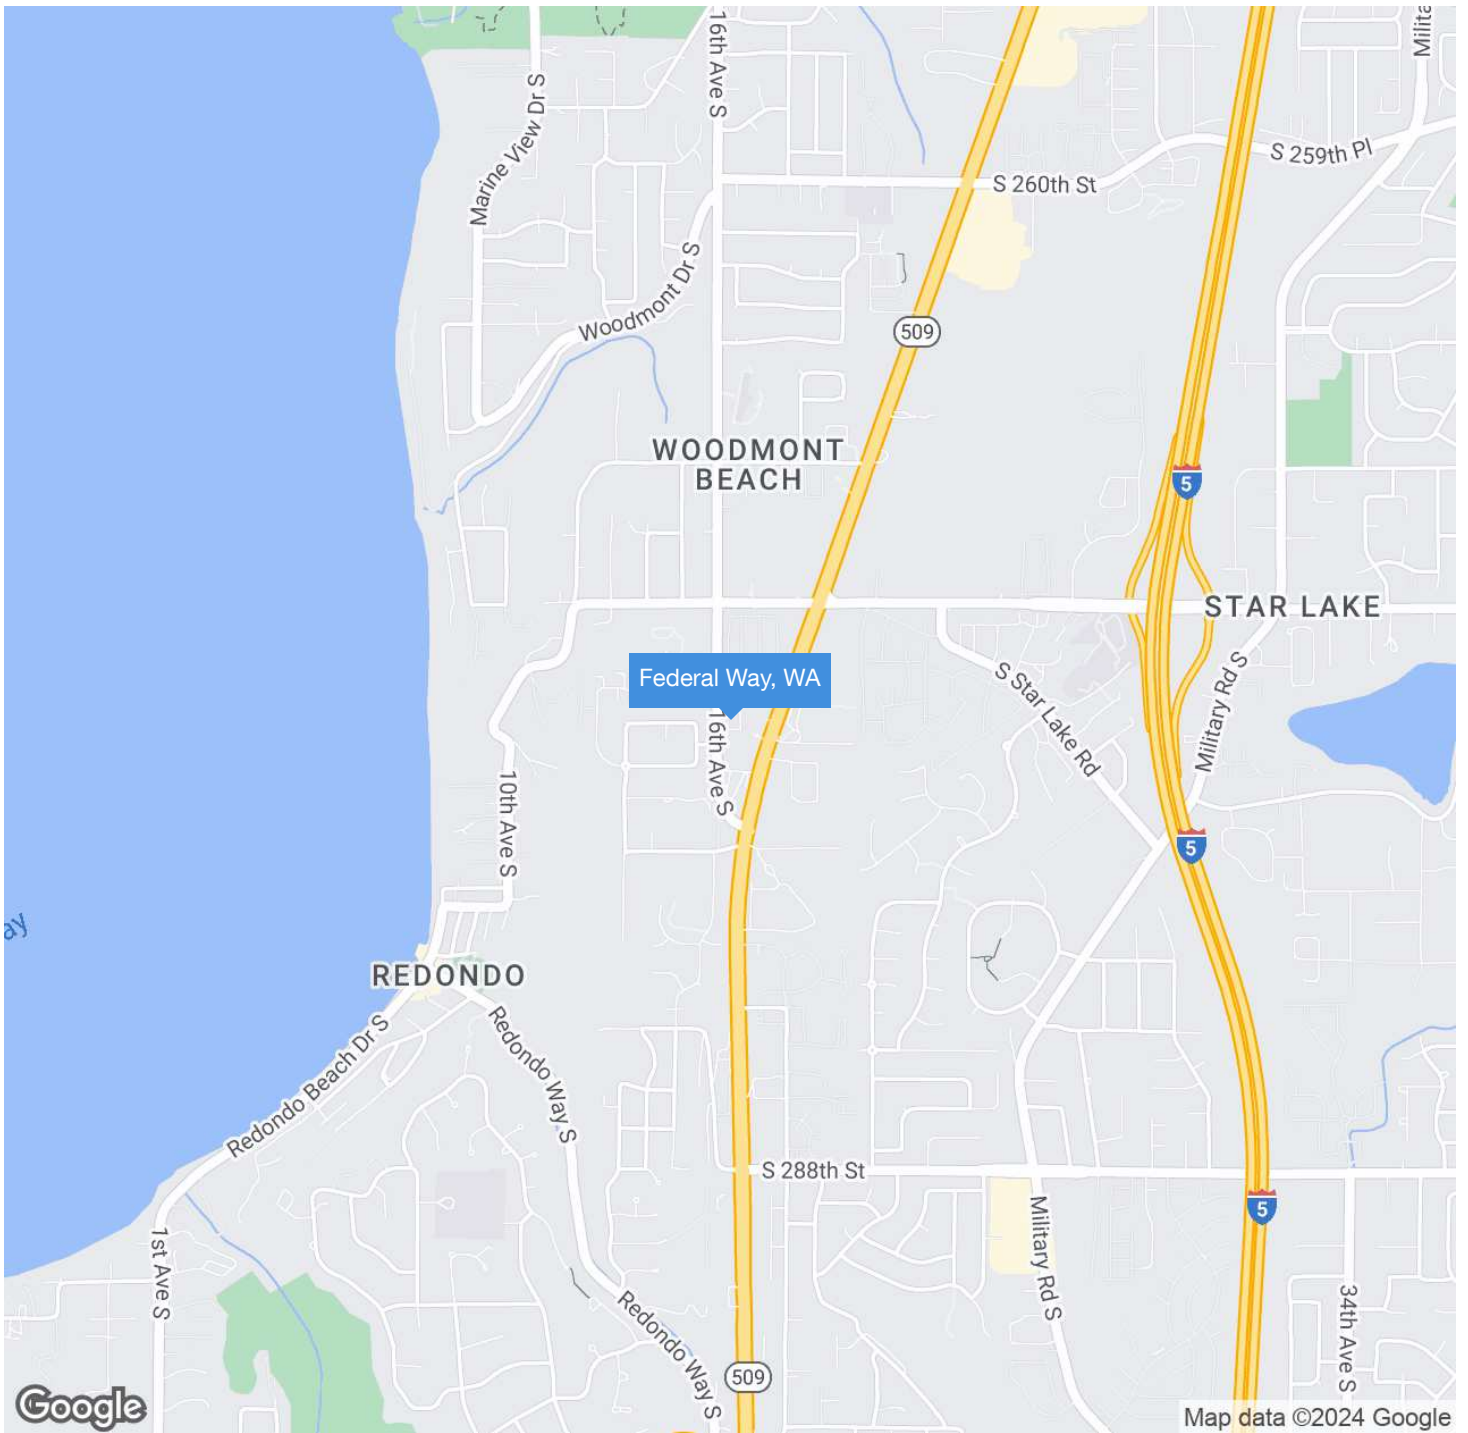 16th Ave S
Milita
Marine View Dr S
S 259th Pl
S 260th St
Woodmont Dr S
509
WOODMONT
BEACH
5
STAR LAKE
Federal Way, WA
S Star Lake Rd
Military Rd S
16th Ave S
10th Ave S
5
ay
REDONDO
Redondo Beach Dr S
Redondo Way S
S 288th St
5
1st Ave S
Military Rd S
34th Ave S
Redondo Way S
509
Google
Map data ©2024 Google